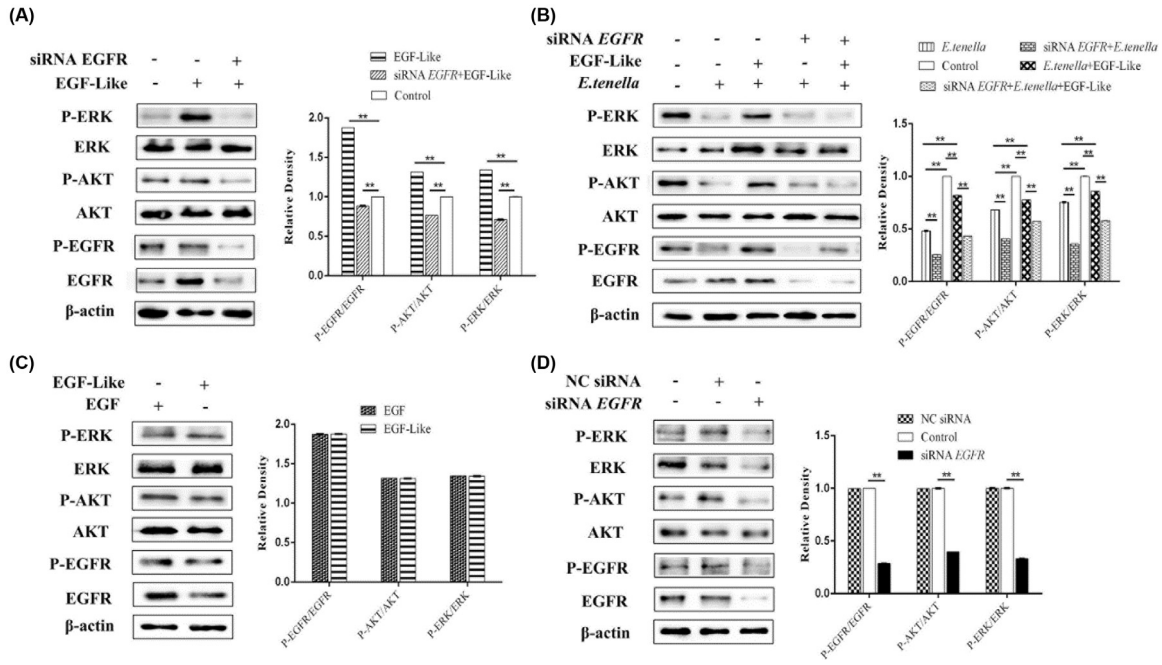 (A)
siRNA EGFR - - +
EGF-Like - + +
P-ERK
ERK
P-AKT
AKT
P-EGFR
EGFR
β-actin
EGF-Like
siRNA EGFR+EGF-Like
Control
Relative Density
2.0
1.5
1.0
0.5
0.0
** ** ** ** ** **
P-EGFR/EGFR
P-AKT/AKT
P-ERK/ERK
(B)
siRNA EGFR - - - + +
EGF-Like - - + - +
E.tenella - + + + +
P-ERK
ERK
P-AKT
AKT
P-EGFR
EGFR
β-actin
E.tenella
siRNA EGFR+E.tenella
Control
E.tenella+EGF-Like
siRNA EGFR+E.tenella+EGF-Like
Relative Density
1.5
1.0
0.5
0.0
** ** ** ** **
** ** ** ** **
** ** ** ** **
P-EGFR/EGFR
P-AKT/AKT
P-ERK/ERK
(C)
EGF-Like - +
EGF + -
P-ERK
ERK
P-AKT
AKT
P-EGFR
EGFR
β-actin
EGF
EGF-Like
Relative Density
2.0
1.5
1.0
0.5
0.0
P-EGFR/EGFR
P-AKT/AKT
P-ERK/ERK
(D)
NC siRNA - + -
siRNA EGFR - - +
P-ERK
ERK
P-AKT
AKT
P-EGFR
EGFR
β-actin
NC siRNA
Control
siRNA EGFR
Relative Density
1.5
1.0
0.5
0.0
** ** **
P-EGFR/EGFR
P-AKT/AKT
P-ERK/ERK